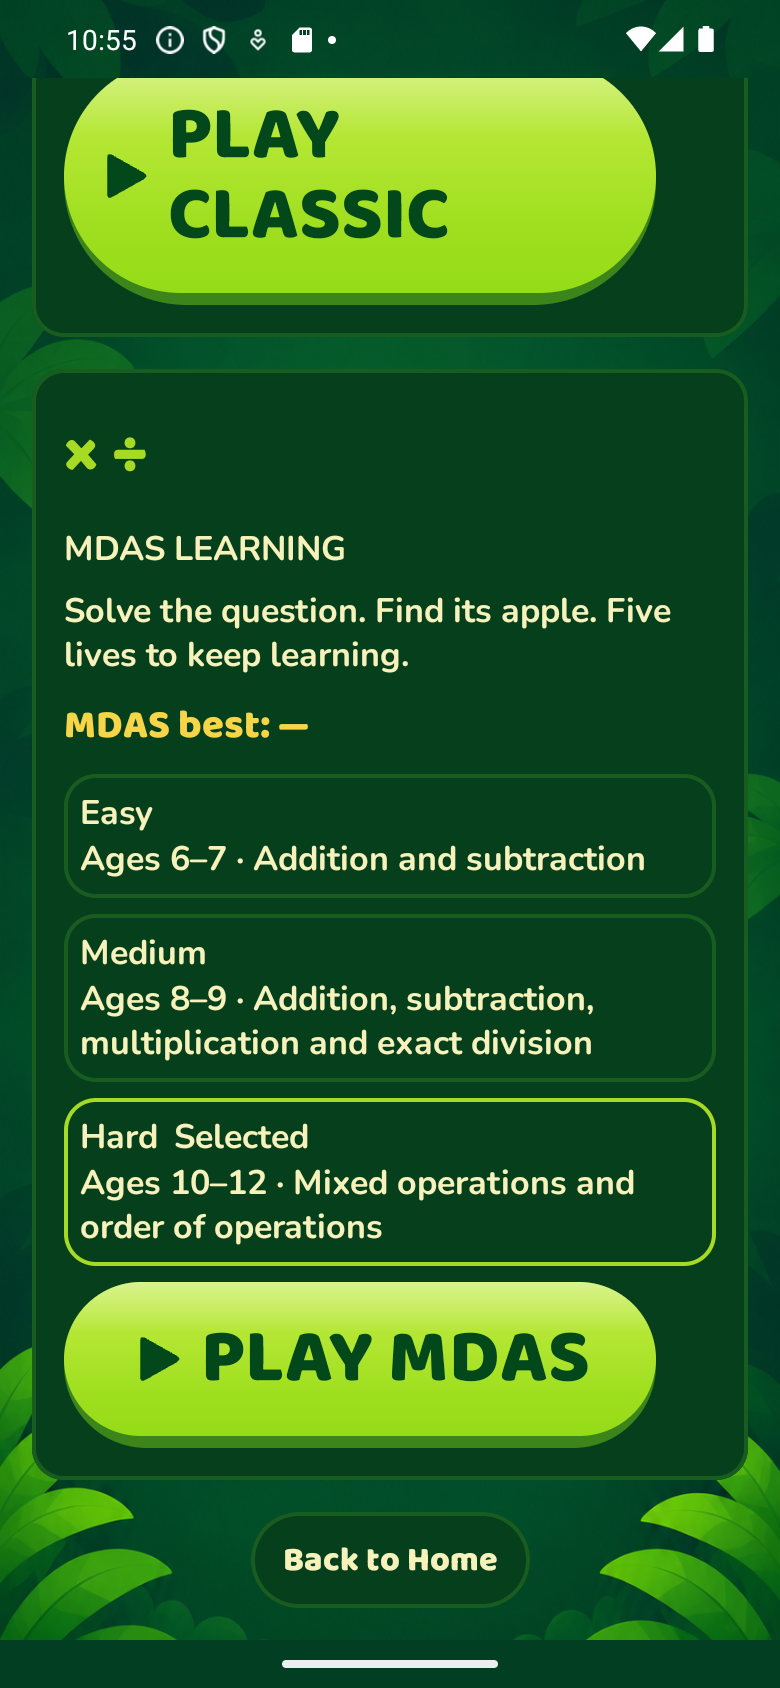 10:55
PLAY
CLASSIC
× ÷
MDAS LEARNING
Solve the question. Find its apple. Five
lives to keep learning.
MDAS best: —
Easy
Ages 6–7 · Addition and subtraction
Medium
Ages 8–9 · Addition, subtraction,
multiplication and exact division
Hard Selected
Ages 10–12 · Mixed operations and
order of operations
PLAY MDAS
Back to Home